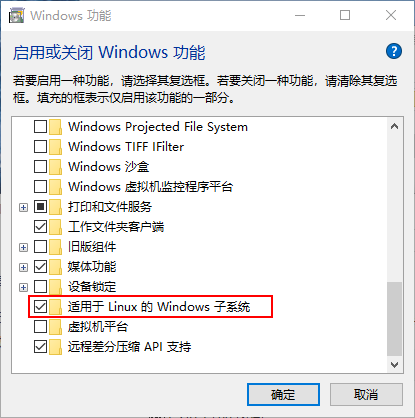 Windows 功能
启用或关闭 Windows 功能
若要启用一种功能，请选择其复选框。若要关闭一种功能，请清除其复选
框。填充的框表示仅启用该功能的一部分。
Windows Projected File System
Windows TIFF IFilter
Windows 沙盒
Windows 虚拟机监控程序平台
打印和文件服务
工作文件夹客户端
旧版组件
媒体功能
设备锁定
适用于 Linux 的 Windows 子系统
虚拟机平台
远程差分压缩 API 支持
确定
取消